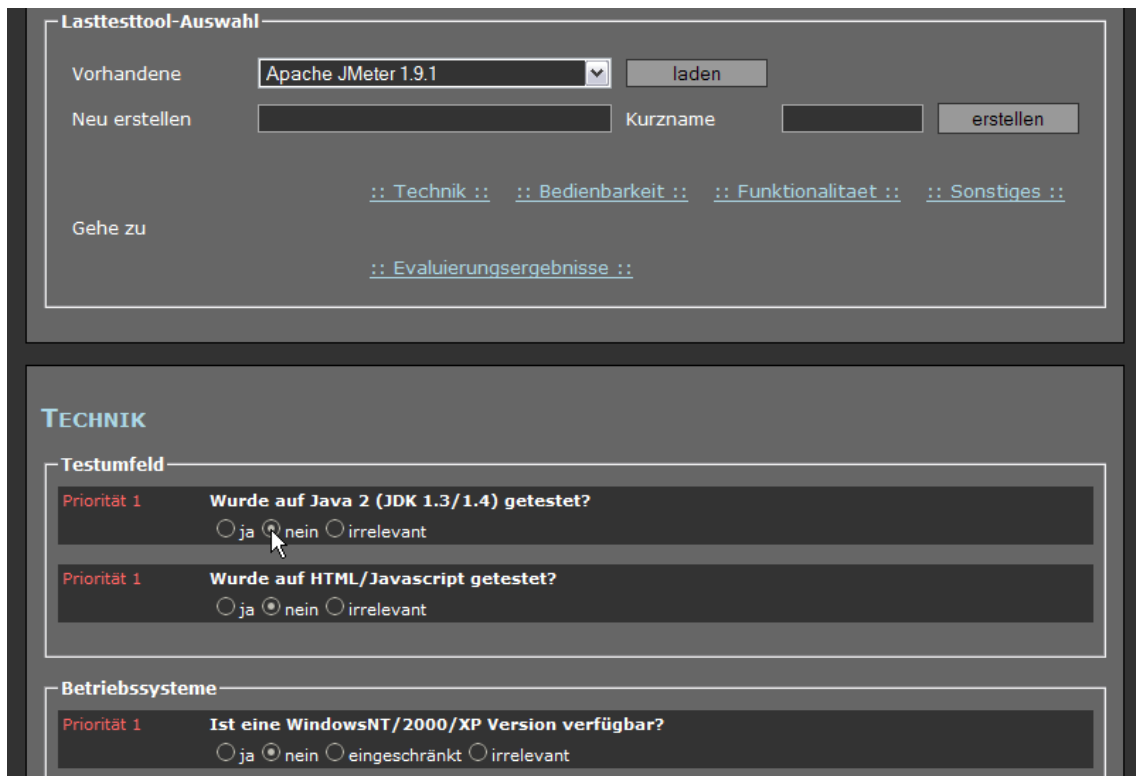 Lasttesttool-Auswahl
Vorhandene Apache JMeter 1.9.1 laden
Neu erstellen Kurzname erstellen
:: Technik :: :: Bedienbarkeit :: :: Funktionalitaet :: :: Sonstiges ::
Gehe zu
:: Evaluierungsergebnisse ::
TECHNIK
Testumfeld
Priorität 1 Wurde auf Java 2 (JDK 1.3/1.4) getestet?
ja nein irrelevant
Priorität 1 Wurde auf HTML/Javascript getestet?
ja nein irrelevant
Betriebssysteme
Priorität 1 Ist eine WindowsNT/2000/XP Version verfügbar?
ja nein eingeschränkt irrelevant